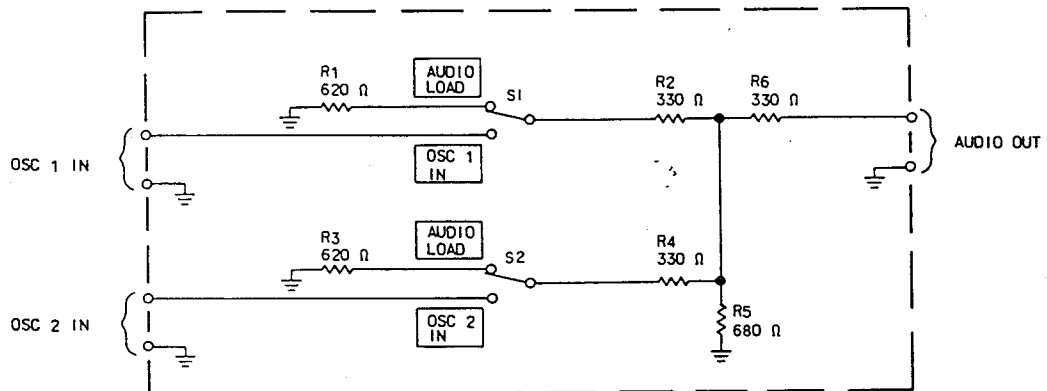 R1
620 Ω
AUDIO
LOAD
S1
R2
330 Ω
R6
330 Ω
OSC 1 IN
OSC 1
IN
AUDIO OUT
R3
620 Ω
AUDIO
LOAD
S2
R4
330 Ω
OSC 2 IN
OSC 2
IN
R5
680 Ω